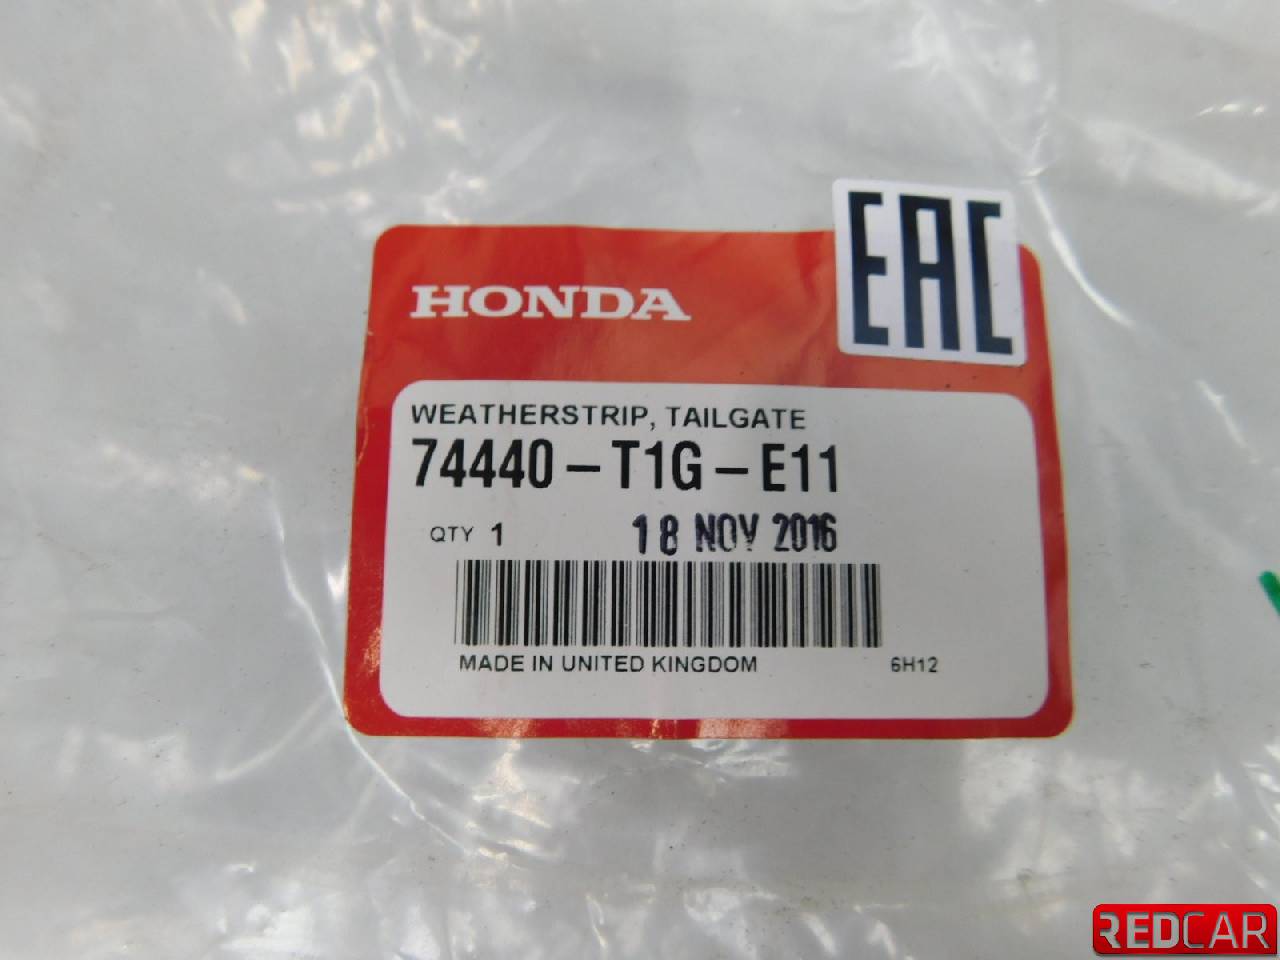 EAC
HONDA
WEATHERSTRIP, TAILGATE
74440-T1G-E11
QTY 1 18 NOV 2016
MADE IN UNITED KINGDOM 6H12
REDCAR